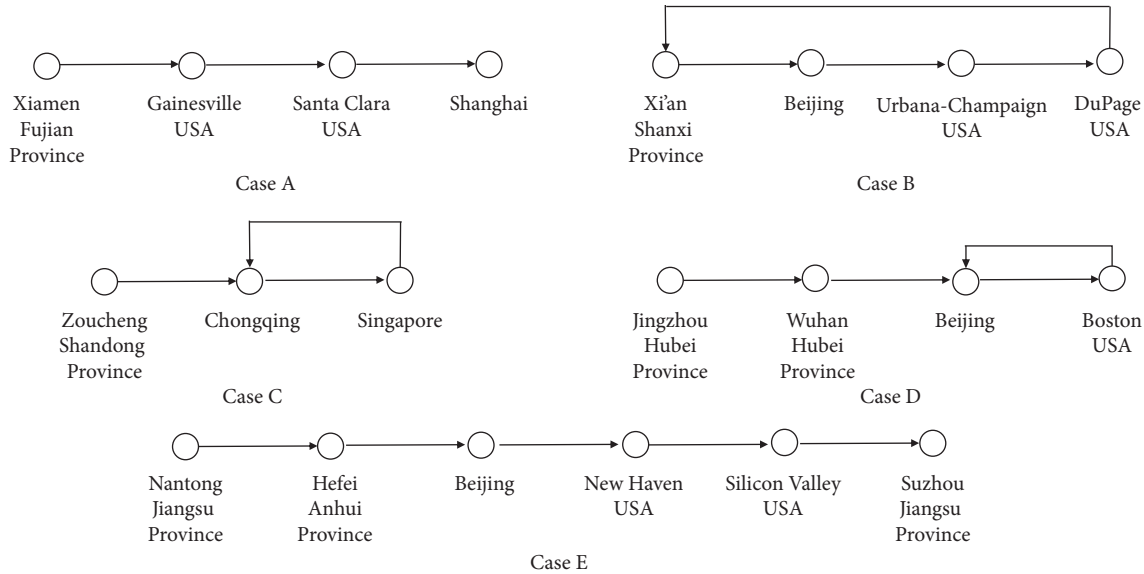 Xiamen
Fujian
Province
Gainesville
USA
Santa Clara
USA
Shanghai
Case A
Xi'an
Shanxi
Province
Beijing
Urbana-Champaign
USA
DuPage
USA
Case B
Zoucheng
Shandong
Province
Chongqing
Singapore
Case C
Jingzhou
Hubei
Province
Wuhan
Hubei
Province
Beijing
Boston
USA
Case D
Nantong
Jiangsu
Province
Hefei
Anhui
Province
Beijing
New Haven
USA
Silicon Valley
USA
Suzhou
Jiangsu
Province
Case E